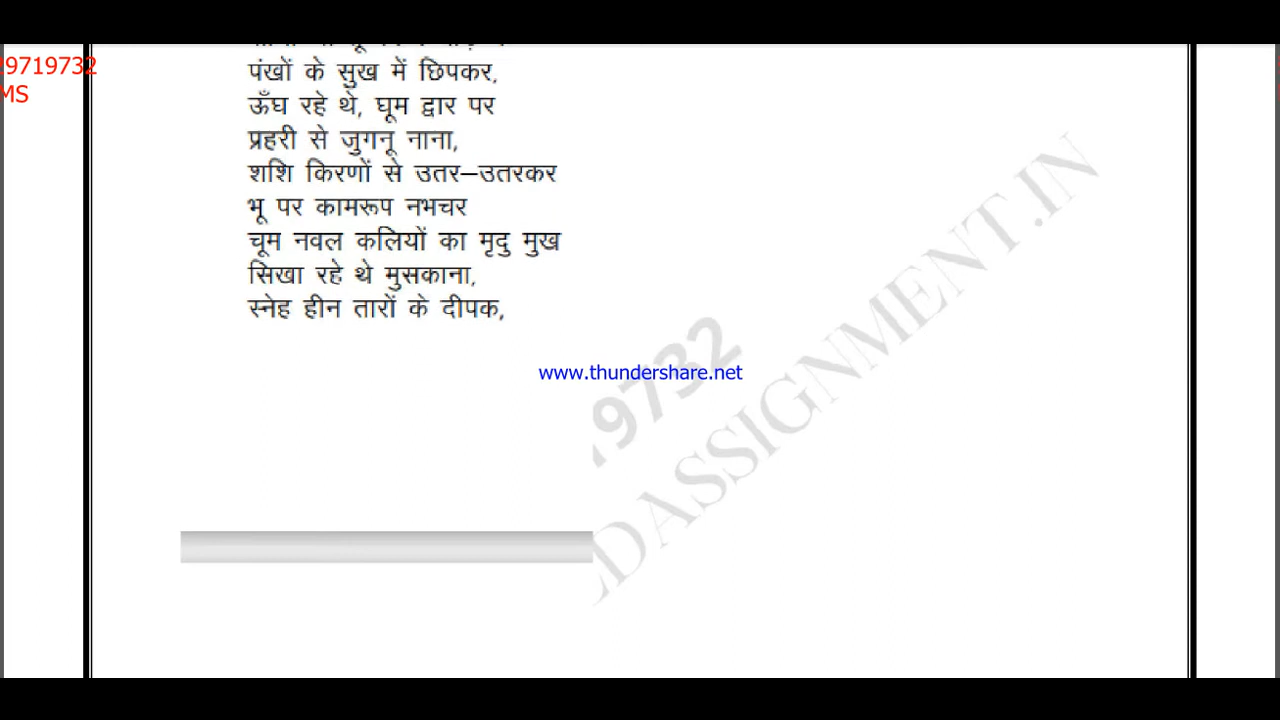 पंखों के सुख में छिपकर,
ऊँघ रहे थे, घूम द्वार पर
प्रहरी से जुगनू नाना,
शशि किरणों से उतर–उतरकर
भू पर कामरूप नभचर
चूम नवल कलियों का मृदु मुख
सिखा रहे थे मुसकाना,
स्नेह हीन तारों के दीपक,
www.thundershare.net
9719732
MS
9732
DASSIGNMENT.IN